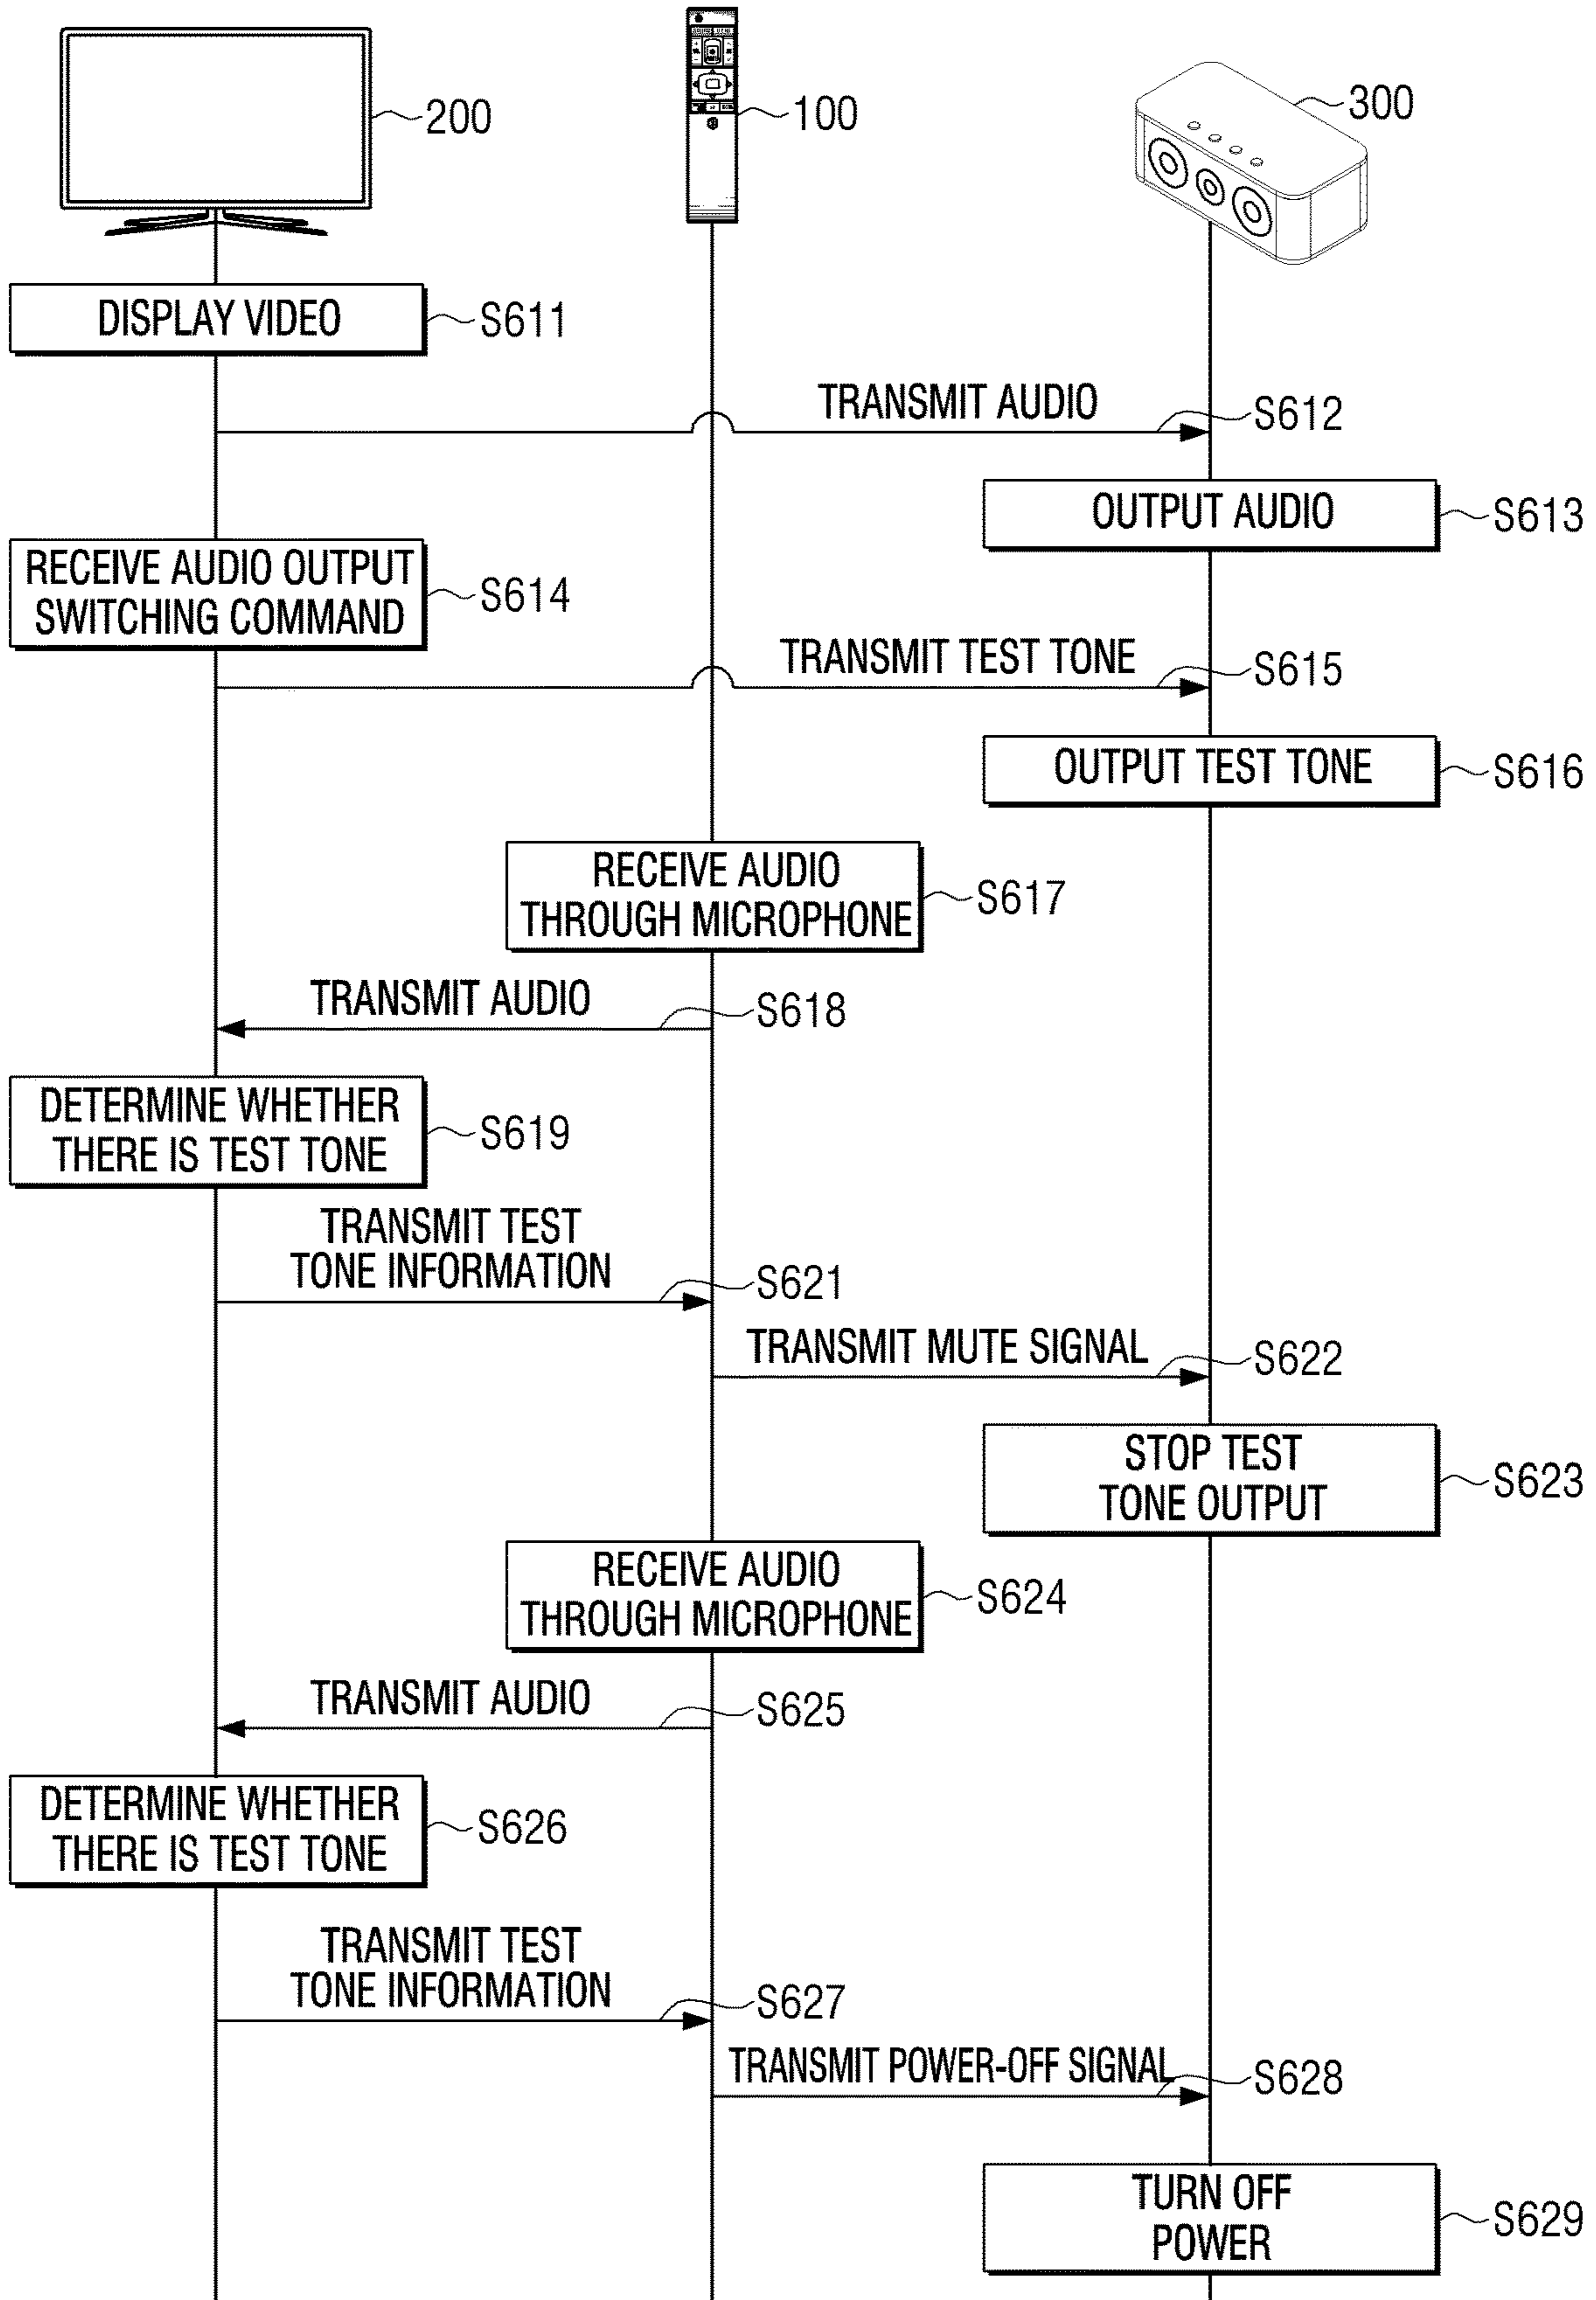 200
100
300
DISPLAY VIDEO
S611
TRANSMIT AUDIO
S612
OUTPUT AUDIO
S613
RECEIVE AUDIO OUTPUT
SWITCHING COMMAND
S614
TRANSMIT TEST TONE
S615
OUTPUT TEST TONE
S616
RECEIVE AUDIO
THROUGH MICROPHONE
S617
TRANSMIT AUDIO
S618
DETERMINE WHETHER
THERE IS TEST TONE
S619
TRANSMIT TEST
TONE INFORMATION
S621
TRANSMIT MUTE SIGNAL
S622
STOP TEST
TONE OUTPUT
S623
RECEIVE AUDIO
THROUGH MICROPHONE
S624
TRANSMIT AUDIO
S625
DETERMINE WHETHER
THERE IS TEST TONE
S626
TRANSMIT TEST
TONE INFORMATION
S627
TRANSMIT POWER-OFF SIGNAL
S628
TURN OFF
POWER
S629